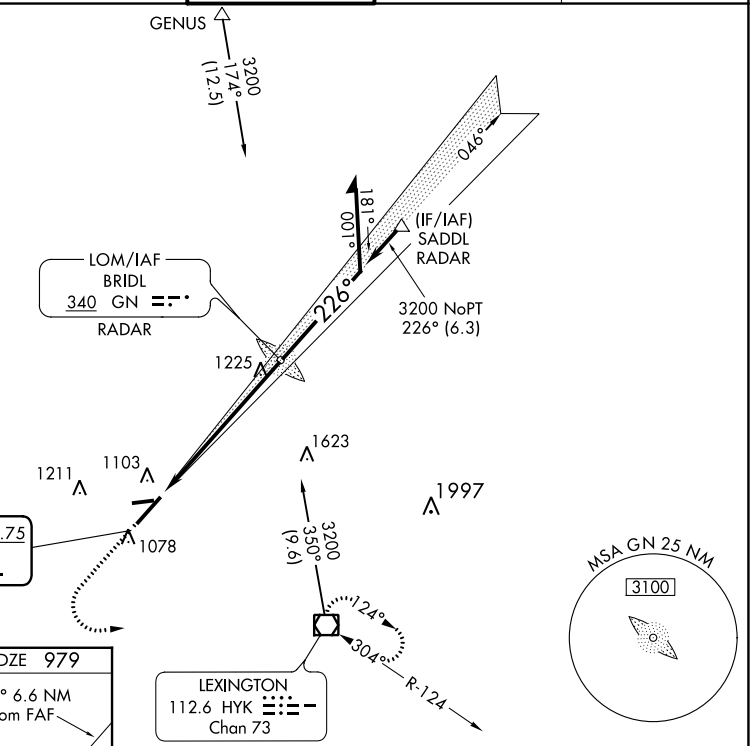 GENUS
3200
174°
(12.5)
046°
181°
001°
(IF/IAF)
SADDL
RADAR
LOM/IAF
BRIDL
340 GN
RADAR
226°
3200 NoPT
226° (6.3)
1225
1623
1211
1103
1997
.75
1078
3200
350°
(9.6)
MSA GN 25 NM
3100
124°
304°
R-124
DZE 979
° 6.6 NM
om FAF
LEXINGTON
112.6 HYK
Chan 73